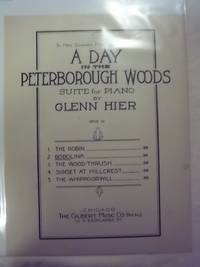 A DAY
IN THE
PETERBOROUGH WOODS
SUITE for PIANO
BY
GLENN HIER
1. THE ROBIN
2. BOBOLINK
3. THE WOOD-THRUSH
4. SUNSET AT HILLCREST
5. THE WHIPPOORWILL
CHICAGO
THE GILBERT MUSIC CO.